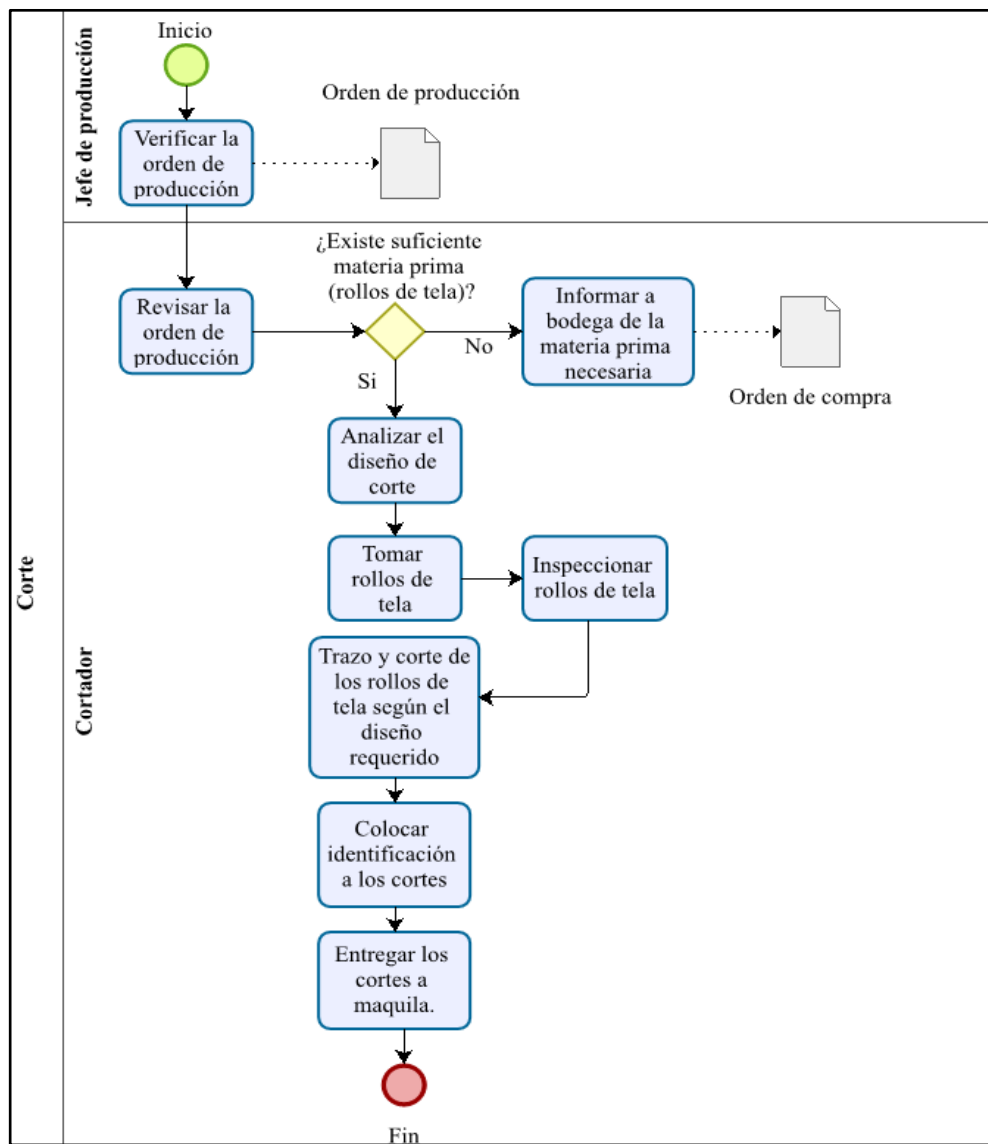 Corte
Jefe de producción
Inicio
Orden de producción
Verificar la
orden de
producción
Cortador
¿Existe suficiente
materia prima
(rollos de tela)?
Revisar la
orden de
producción
No
Informar a
bodega de la
materia prima
necesaria
Orden de compra
Si
Analizar el
diseño de
corte
Tomar
rollos de
tela
Inspeccionar
rollos de tela
Trazo y corte de
los rollos de
tela según el
diseño
requerido
Colocar
identificación
a los cortes
Entregar los
cortes a
maquila.
Fin